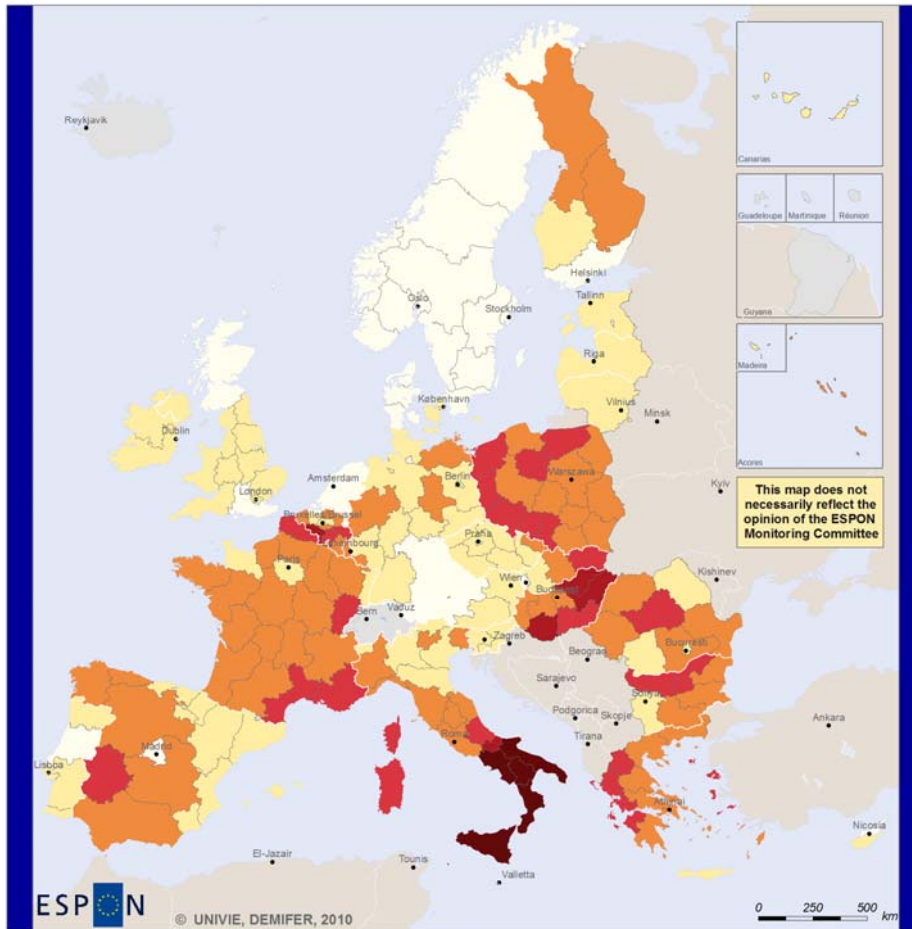 Reykjavik
Canarias
Guadeloupe
Martinique
Réunion
Guyane
Helsinki
Oslo
Tallinn
Stockholm
Madeira
Riga
København
Vilnius
Minsk
Dublin
Acores
Amsterdam
Berlin
London
Warszawa
Kyiv
Bruxelles/Brussel
This map does not
necessarily reflect the
opinion of the ESPON
Monitoring Committee
Praha
Paris
Wien
Kishinev
Bern
Vaduz
Zagreb
Bucuresti
Beograd
Sarajevo
Sofiya
Podgorica
Skopje
Madrid
Roma
Tirana
Ankara
Lisboa
Athinai
Nicosia
El-Jazair
Tounis
Valletta
ESPON
© UNIVIE, DEMIFER, 2010
0 250 500
km